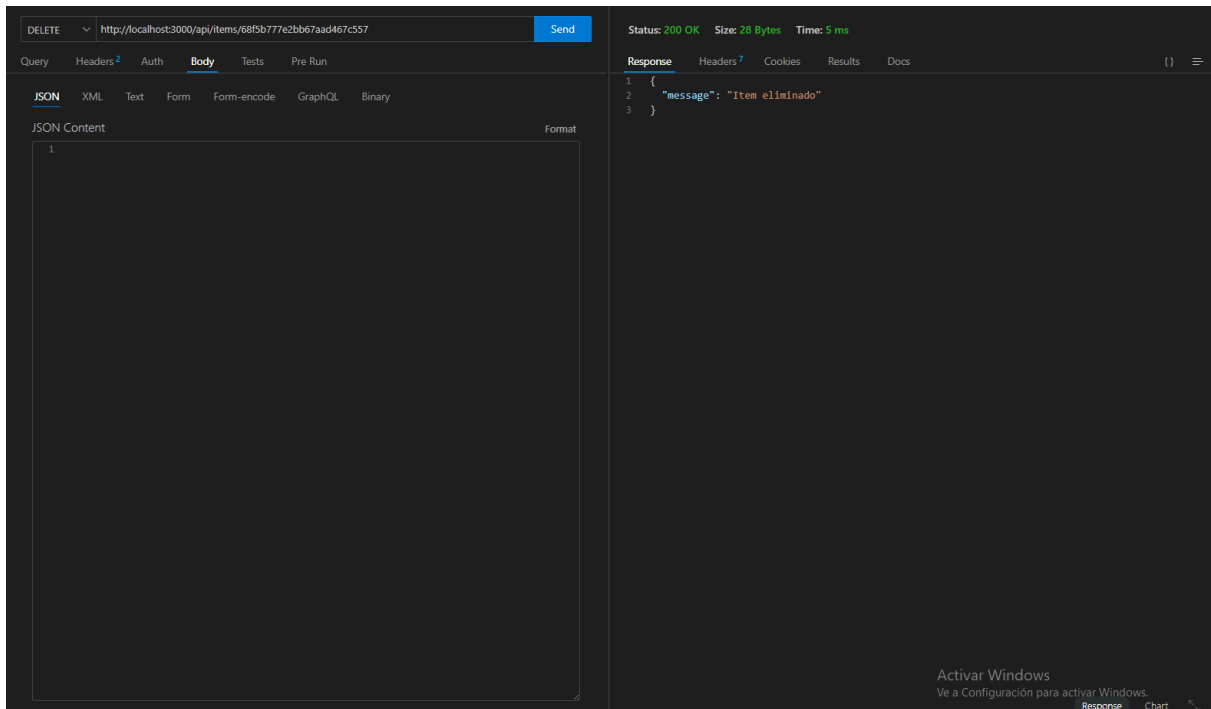 DELETE http://localhost:3000/api/items/68f5b777e2bb67aad467c557 Send
Query Headers 2 Auth Body Tests Pre Run
JSON XML Text Form Form-encode GraphQL Binary
JSON Content Format
1
Status: 200 OK Size: 28 Bytes Time: 5 ms
Response Headers 7 Cookies Results Docs {}
1 {
2 "message": "Item eliminado"
3 }
Activar Windows
Ve a Configuración para activar Windows.
Response Chart